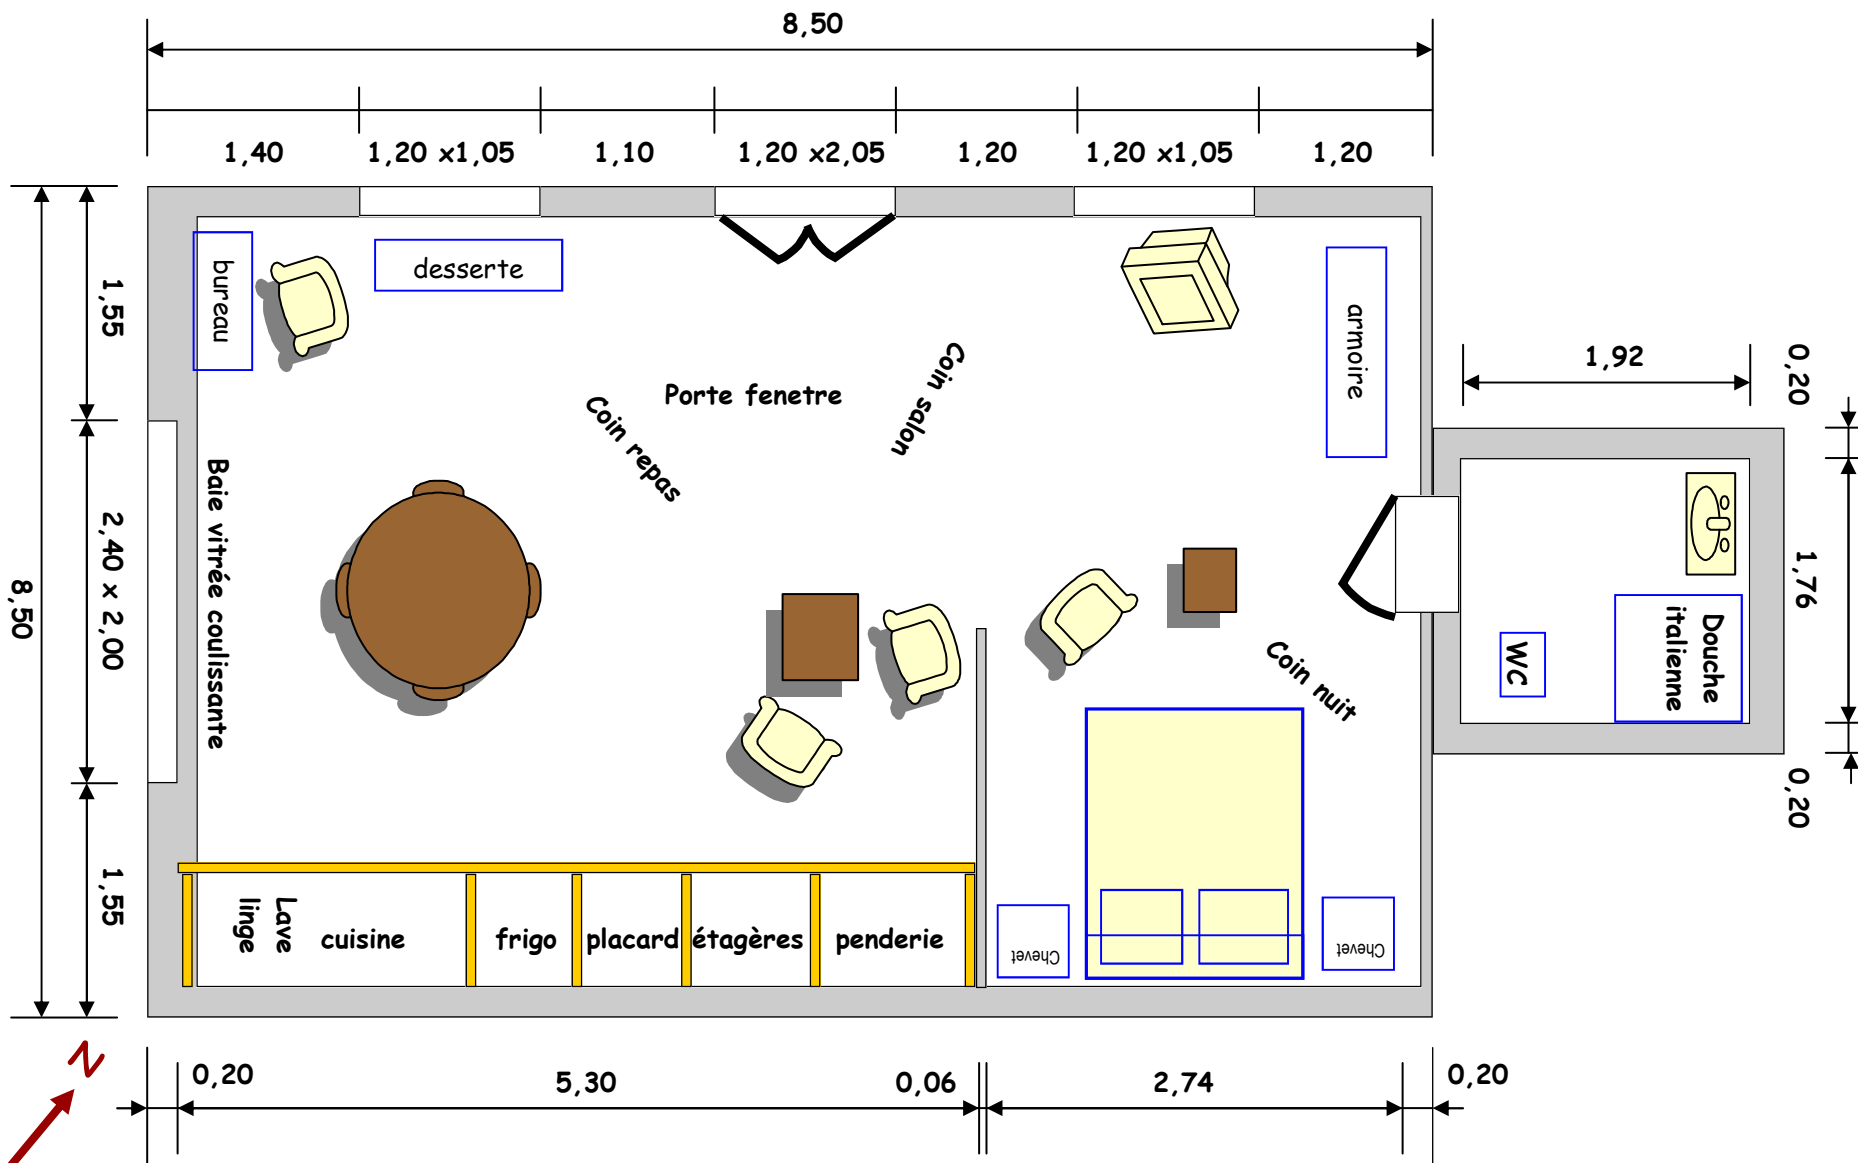 8,50
1,40
1,20 x1,05
1,10
1,20 x2,05
1,20
1,20 x1,05
1,20
bureau
desserte
armoire
Coin salon
Porte fenetre
Coin repas
1,55
2,40 x 2,00
1,55
8,50
Baie vitrée coulissante
1,92
0,20
1,76
0,20
Coin nuit
WC
Douche
italienne
Lave
linge
cuisine
frigo
placard
étagères
penderie
Chevet
Chevet
N
0,20
5,30
0,06
2,74
0,20